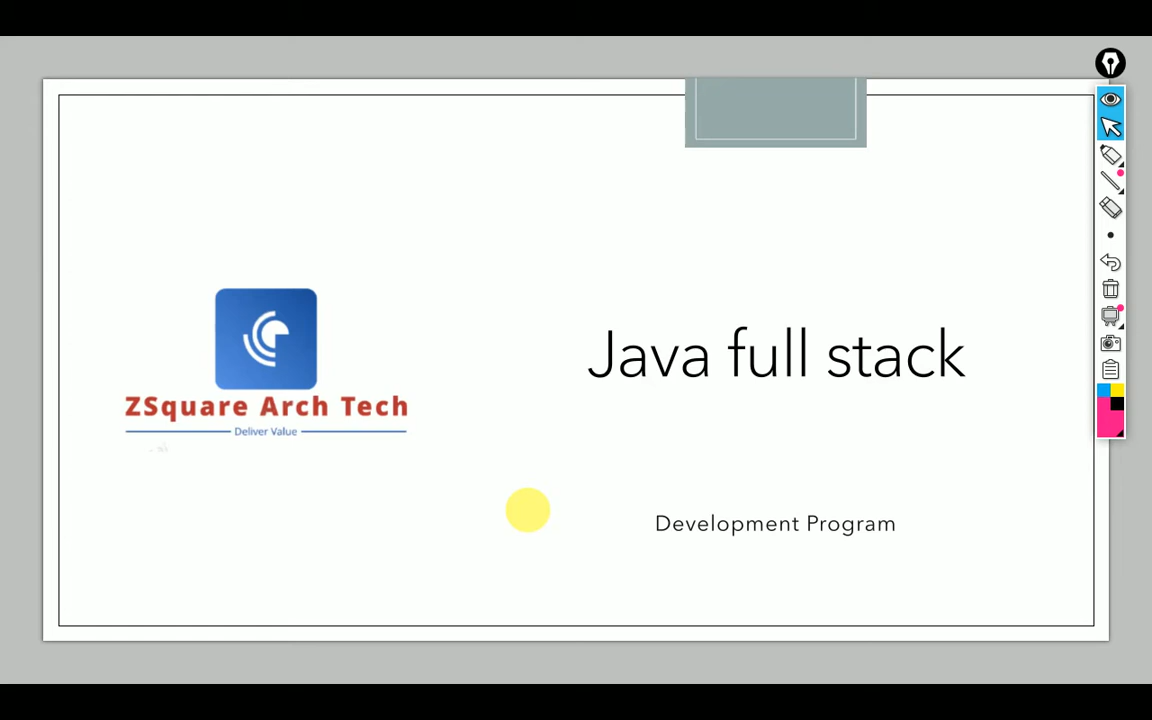 Java full stack
ZSquare Arch Tech
Deliver Value
Development Program